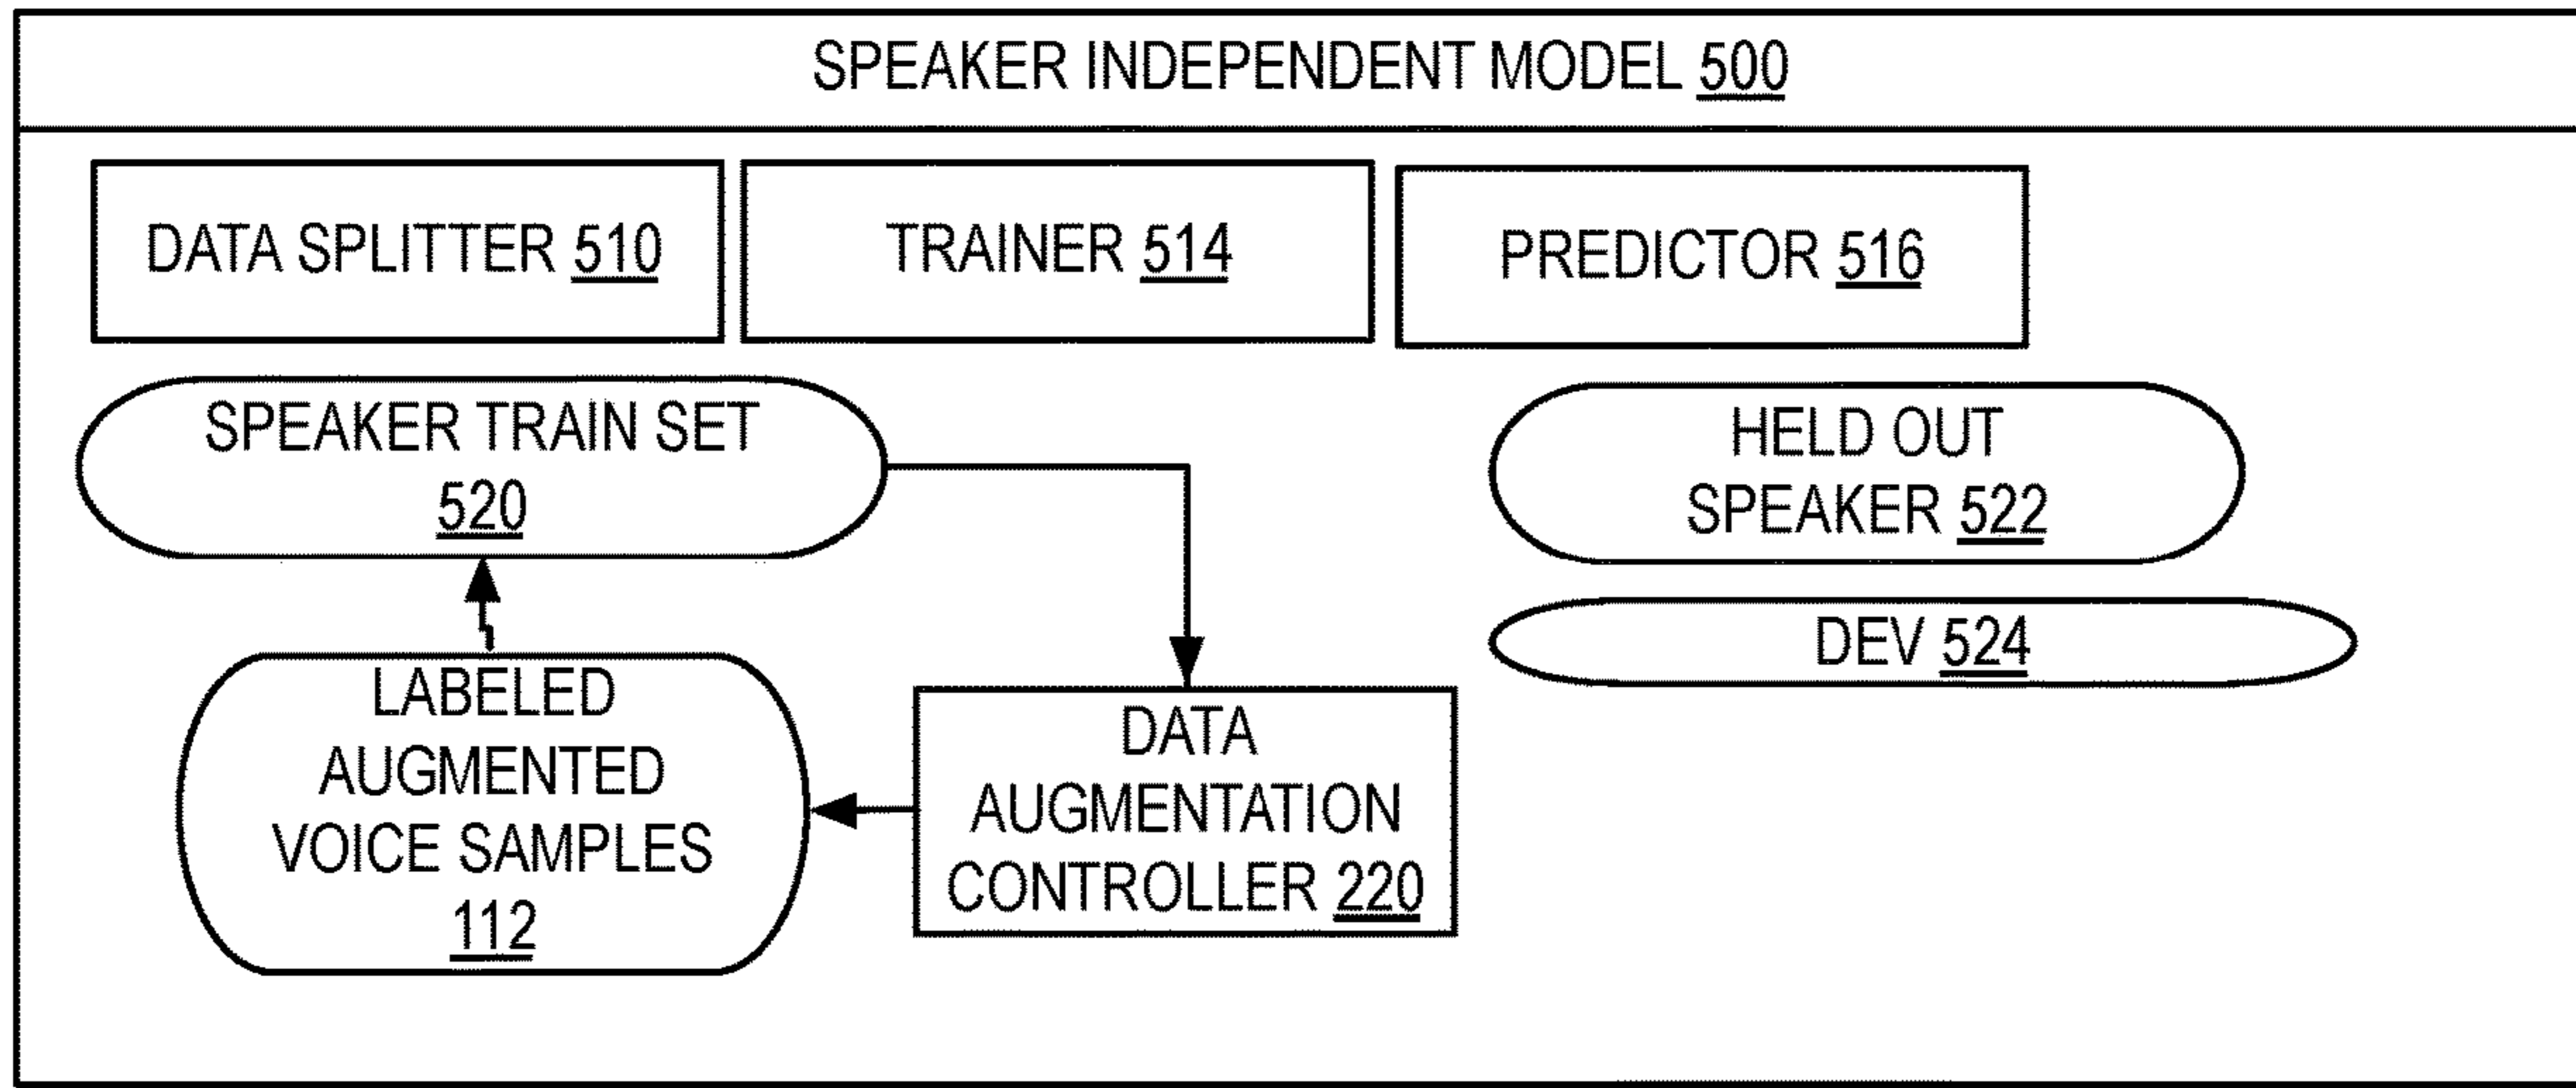 SPEAKER INDEPENDENT MODEL 500
DATA SPLITTER 510
TRAINER 514
PREDICTOR 516
SPEAKER TRAIN SET
520
HELD OUT
SPEAKER 522
DEV 524
LABELED
AUGMENTED
VOICE SAMPLES
112
DATA
AUGMENTATION
CONTROLLER 220